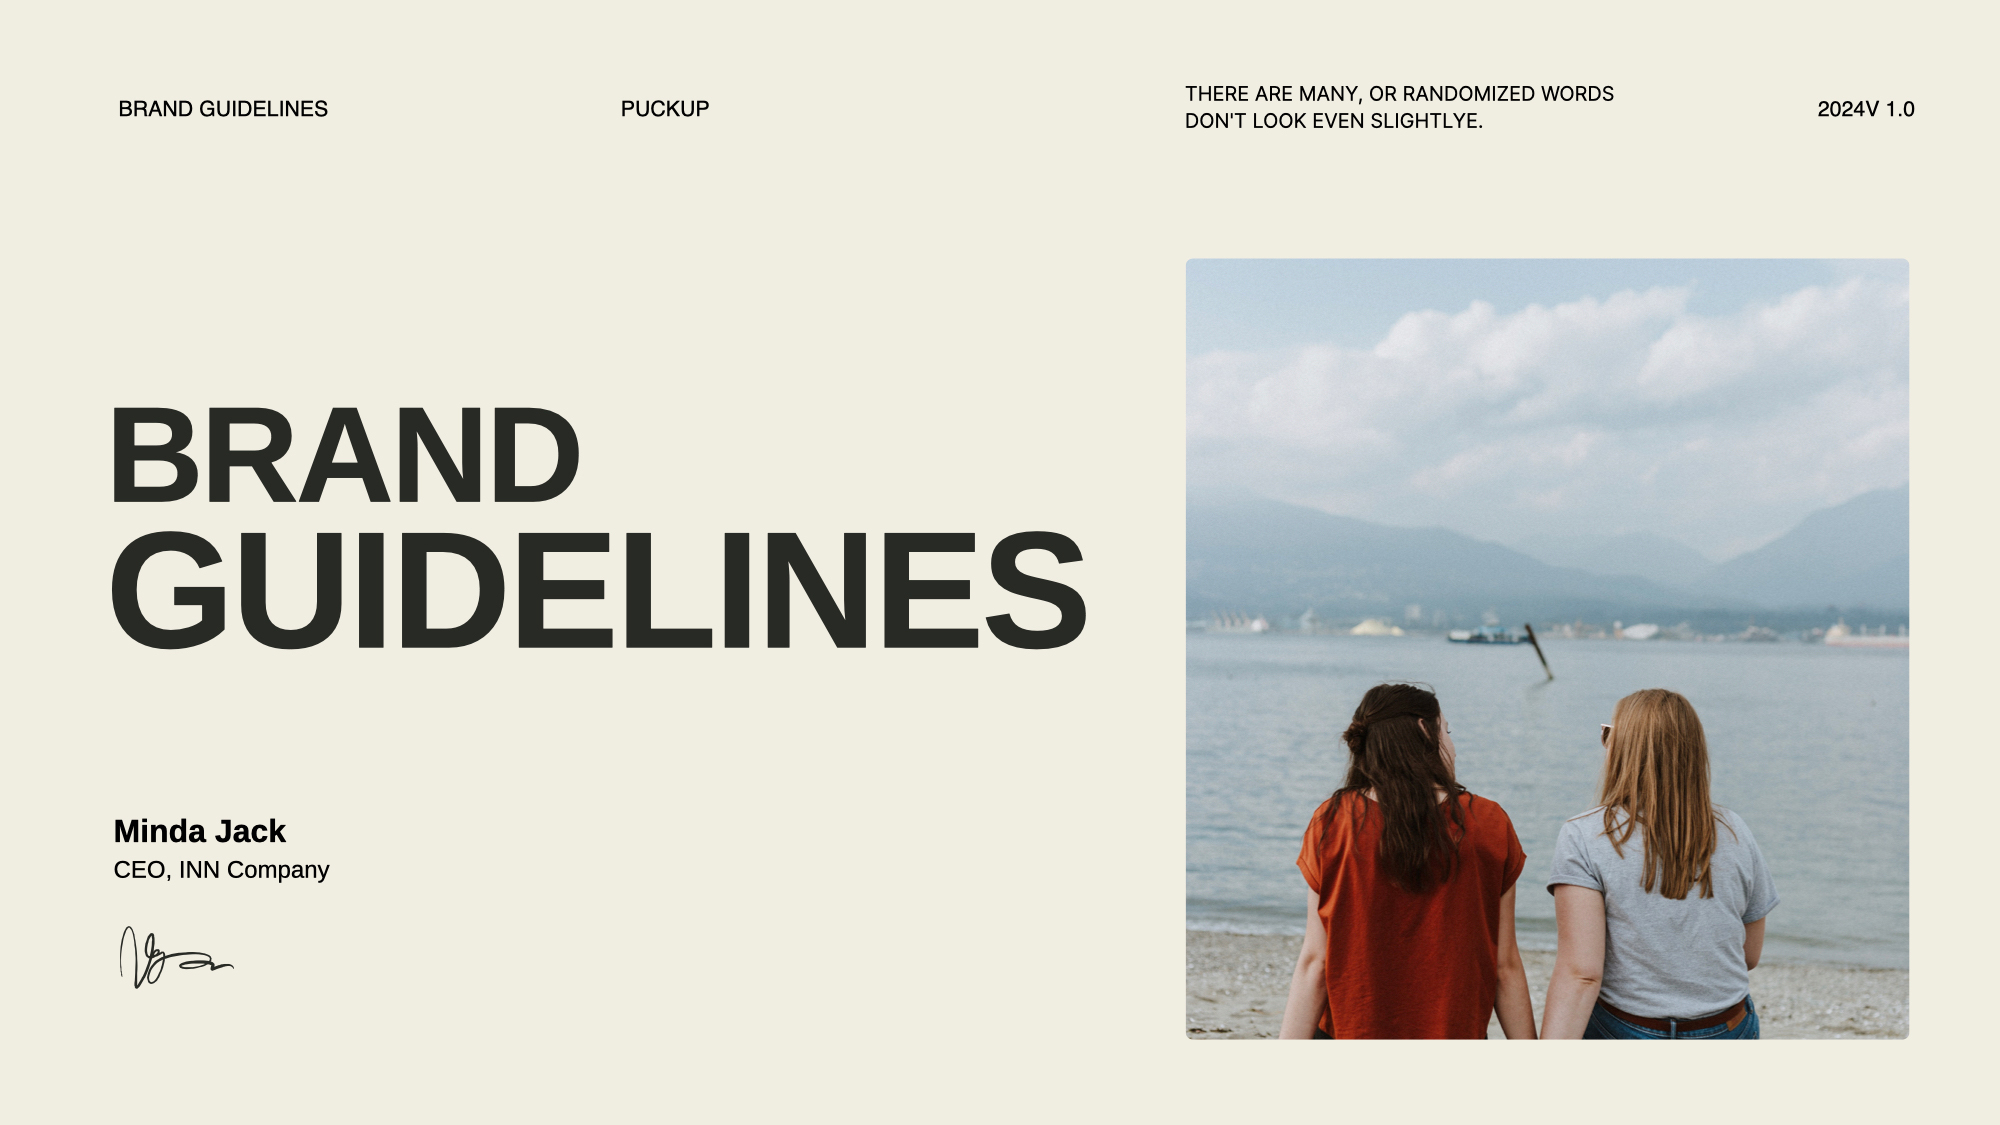 BRAND GUIDELINES
PUCKUP
THERE ARE MANY, OR RANDOMIZED WORDS
DON'T LOOK EVEN SLIGHTLYE.
2024V 1.0
BRAND
GUIDELINES
Minda Jack
CEO, INN Company